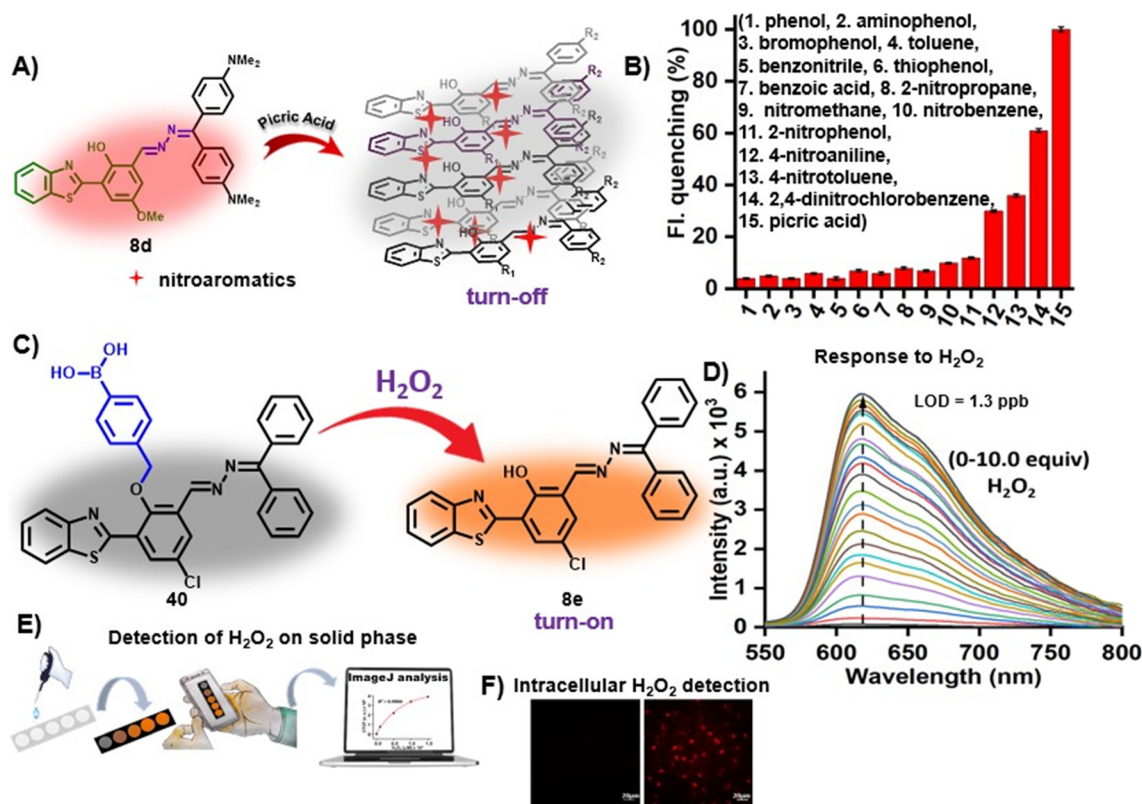 A)
NMe2
N
N
OH
N
S
NMe2
OMe
8d
nitroaromatics
Picric Acid
R2
HO
N
N
N
S
R1
turn-off
B)
Fl. quenching (%)
100
80
60
40
20
0
(1. phenol, 2. aminophenol,
3. bromophenol, 4. toluene,
5. benzonitrile, 6. thiophenol,
7. benzoic acid, 8. 2-nitropropane,
9. nitromethane, 10. nitrobenzene,
11. 2-nitrophenol,
12. 4-nitroaniline,
13. 4-nitrotoluene,
14. 2,4-dinitrochlorobenzene,
15. picric acid)
1 2 3 4 5 6 7 8 9 10 11 12 13 14 15
C)
OH
HO B
O
N
N
N
S
Cl
40
H2O2
HO
N
N
N
S
Cl
8e
turn-on
D)
Response to H2O2
LOD = 1.3 ppb
(0-10.0 equiv)
H2O2
Intensity (a.u.) x 10³
6
5
4
3
2
1
0
550 600 650 700 750 800
Wavelength (nm)
E)
Detection of H2O2 on solid phase
ImageJ analysis
F)
Intracellular H2O2 detection
20μm
20μm